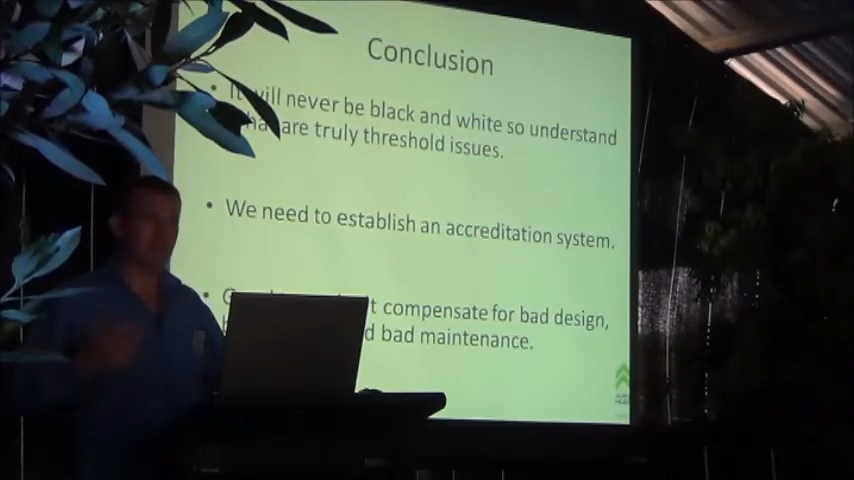 Conclusion
• It will never be black and white so understand
are truly threshold issues.
• We need to establish an accreditation system.
• compensate for bad design,
bad maintenance.